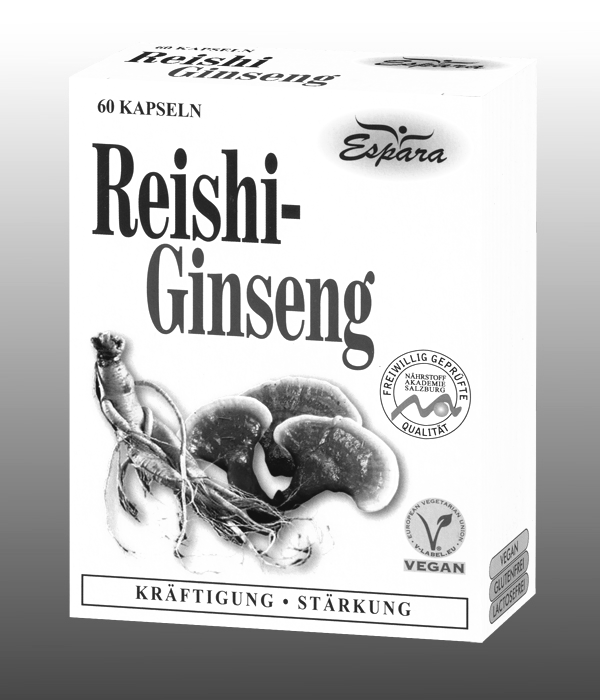 60 KAPSELN
Reishi
Ginseng
Espara
60 KAPSELN
Espara
Reishi-
Ginseng
FREIWILLIG GEPRÜFTE
NÄHRSTOFF
AKADEMIE
SALZBURG
QUALITÄT
EUROPEAN VEGETARIAN UNION
V-LABEL.EU
VEGAN
VEGAN
GLUTENFREI
LACTOSEFREI
KRÄFTIGUNG • STÄRKUNG